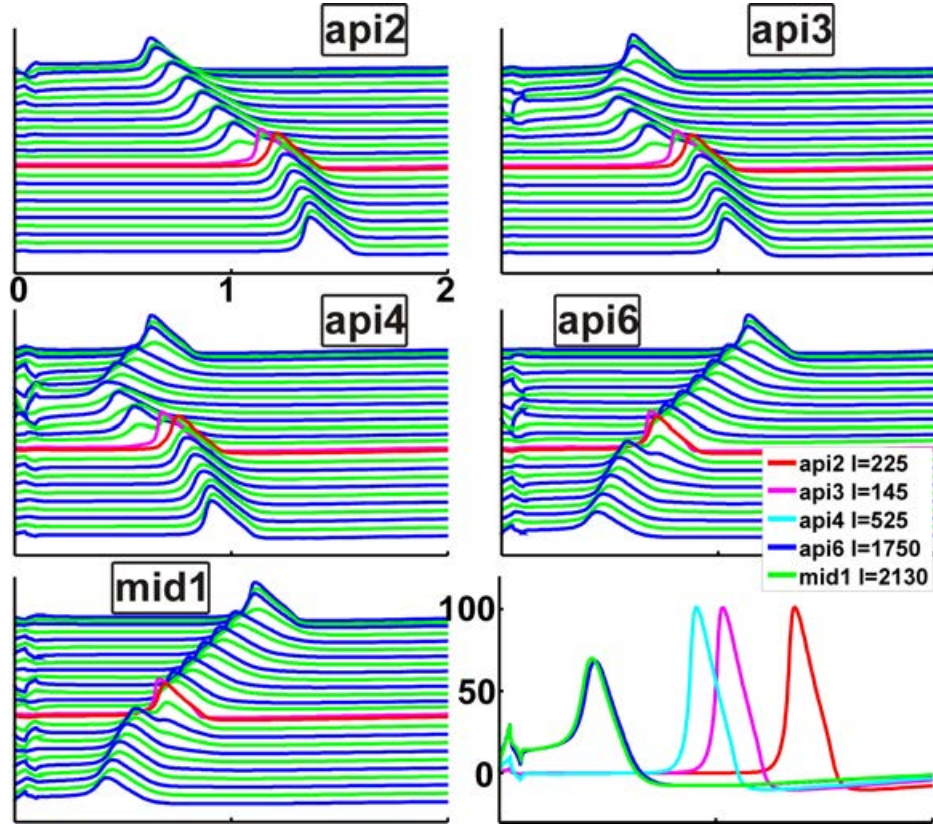 api2
api3
0 1 2
api4
api6
api2 I=225
api3 I=145
api4 I=525
api6 I=1750
mid1 I=2130
mid1
100
50
0